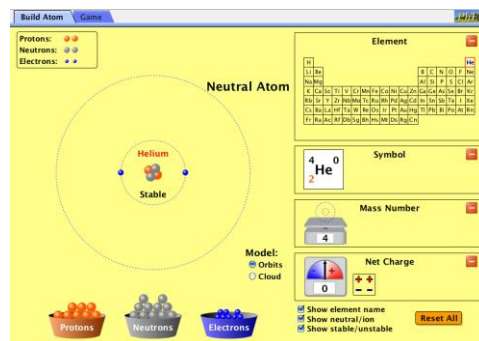 Build Atom Game
Protons:
Neutrons:
Electrons:
Neutral Atom
Helium
Stable
Model:
Orbits
Cloud
Protons
Neutrons
Electrons
Element
H He
Li Be B C N O F Ne
Na Mg Al Si P S Cl Ar
K Ca Sc Ti V Cr Mn Fe Co Ni Cu Zn Ga Ge As Se Br Kr
Rb Sr Y Zr Nb Mo Tc Ru Rh Pd Ag Cd In Sn Sb Te I Xe
Cs Ba La Hf Ta W Re Os Ir Pt Au Hg Tl Pb Bi Po At Rn
Fr Ra Ac Rf Db Sg Bh Hs Mt Ds Rg Cn
Symbol
4 He 0
2
Mass Number
4
Net Charge
0
Show element name
Show neutral/ion
Show stable/unstable
Reset All